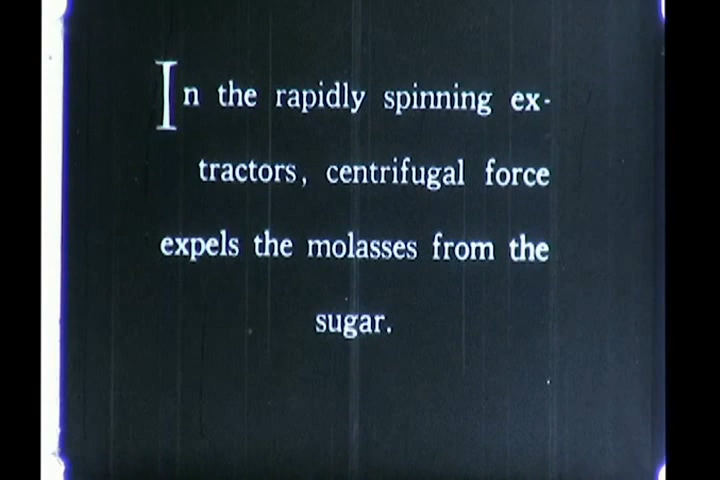 In the rapidly spinning ex-
tractors, centrifugal force
expels the molasses from the
sugar.